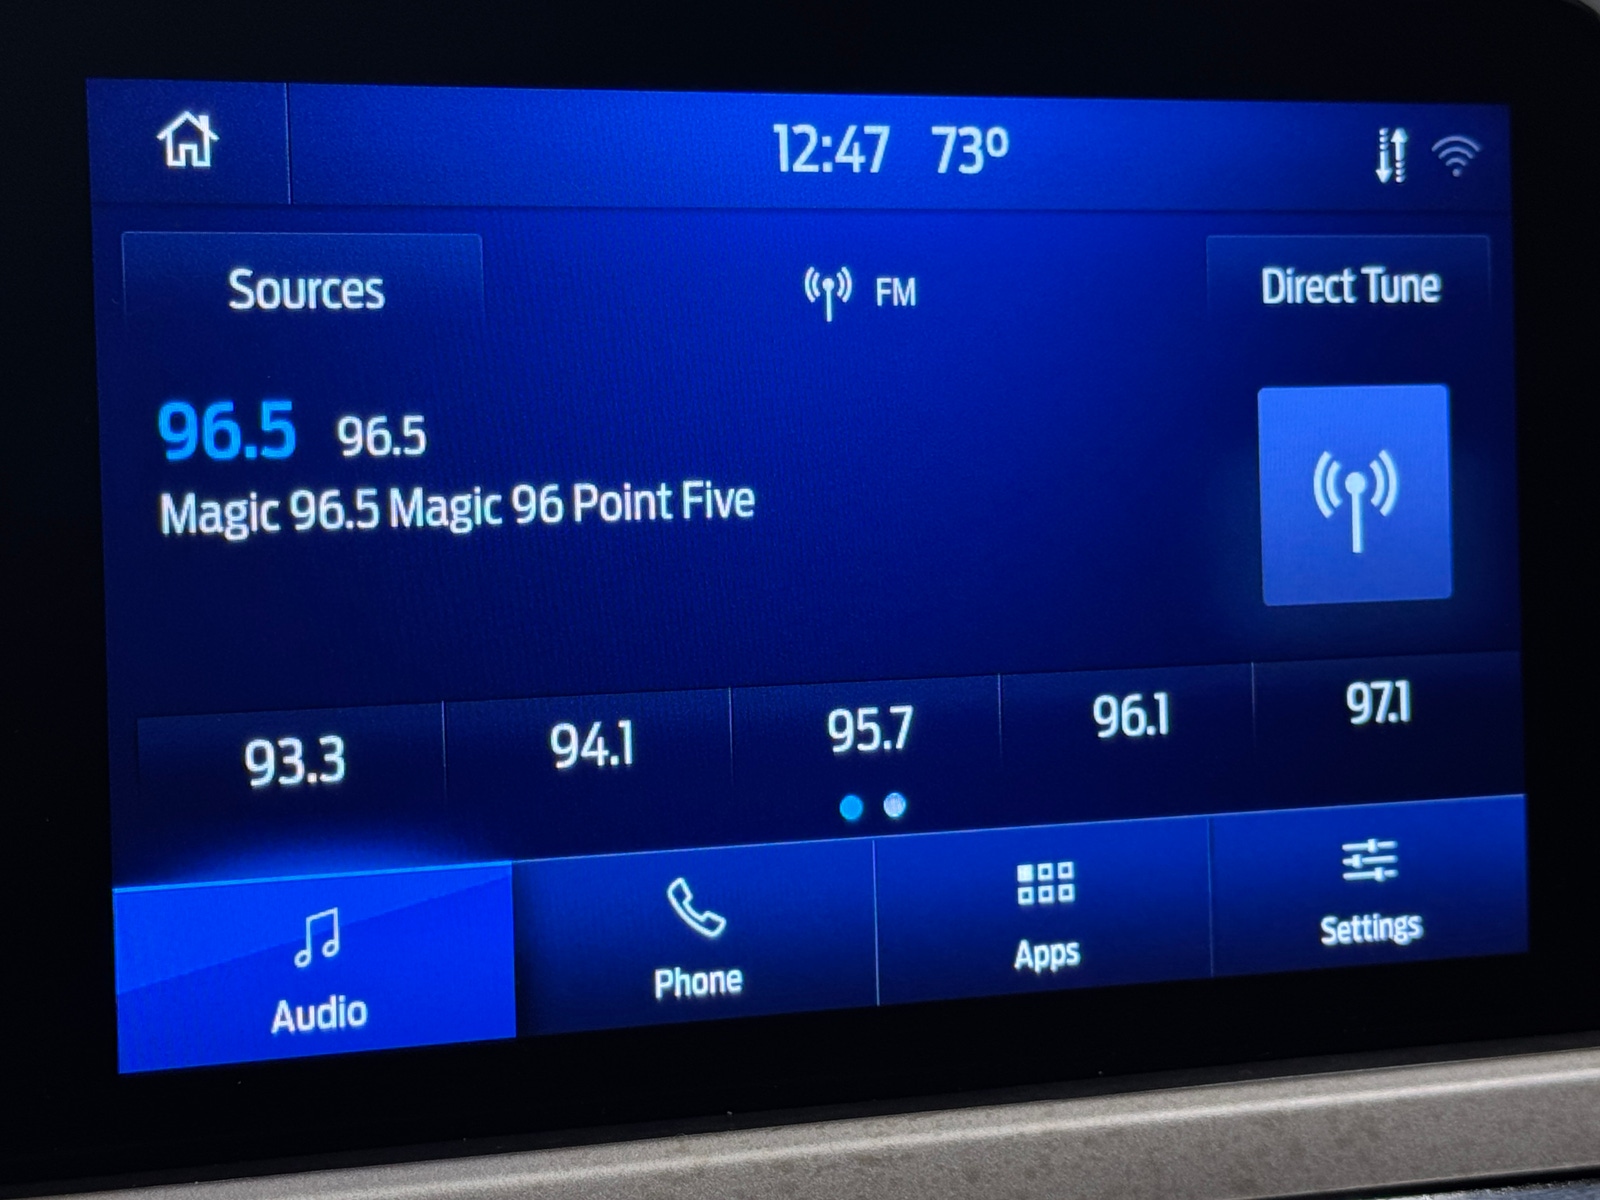 12:47 73º
Sources FM Direct Tune
96.5 96.5
Magic 96.5 Magic 96 Point Five
93.3 94.1 95.7 96.1 97.1
Audio Phone Apps Settings